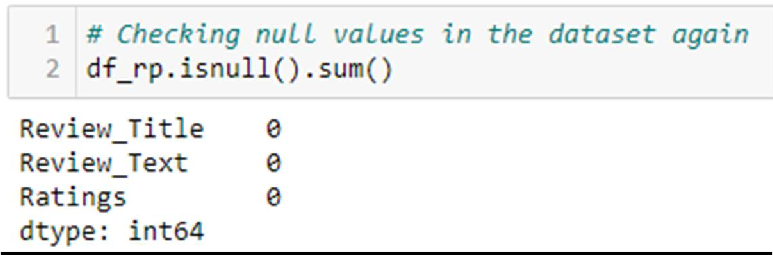 1 # Checking null values in the dataset again
2 df_rp.isnull().sum()
Review_Title 0
Review_Text 0
Ratings 0
dtype: int64